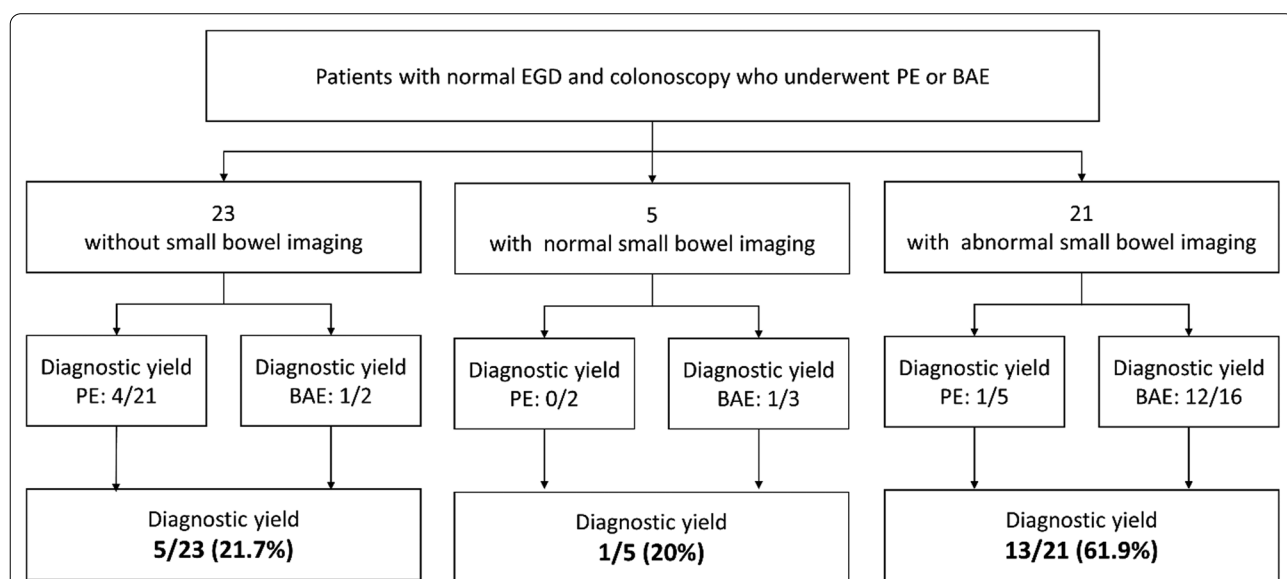 Patients with normal EGD and colonoscopy who underwent PE or BAE
23
without small bowel imaging
5
with normal small bowel imaging
21
with abnormal small bowel imaging
Diagnostic yield
PE: 4/21
Diagnostic yield
BAE: 1/2
Diagnostic yield
PE: 0/2
Diagnostic yield
BAE: 1/3
Diagnostic yield
PE: 1/5
Diagnostic yield
BAE: 12/16
Diagnostic yield
5/23 (21.7%)
Diagnostic yield
1/5 (20%)
Diagnostic yield
13/21 (61.9%)